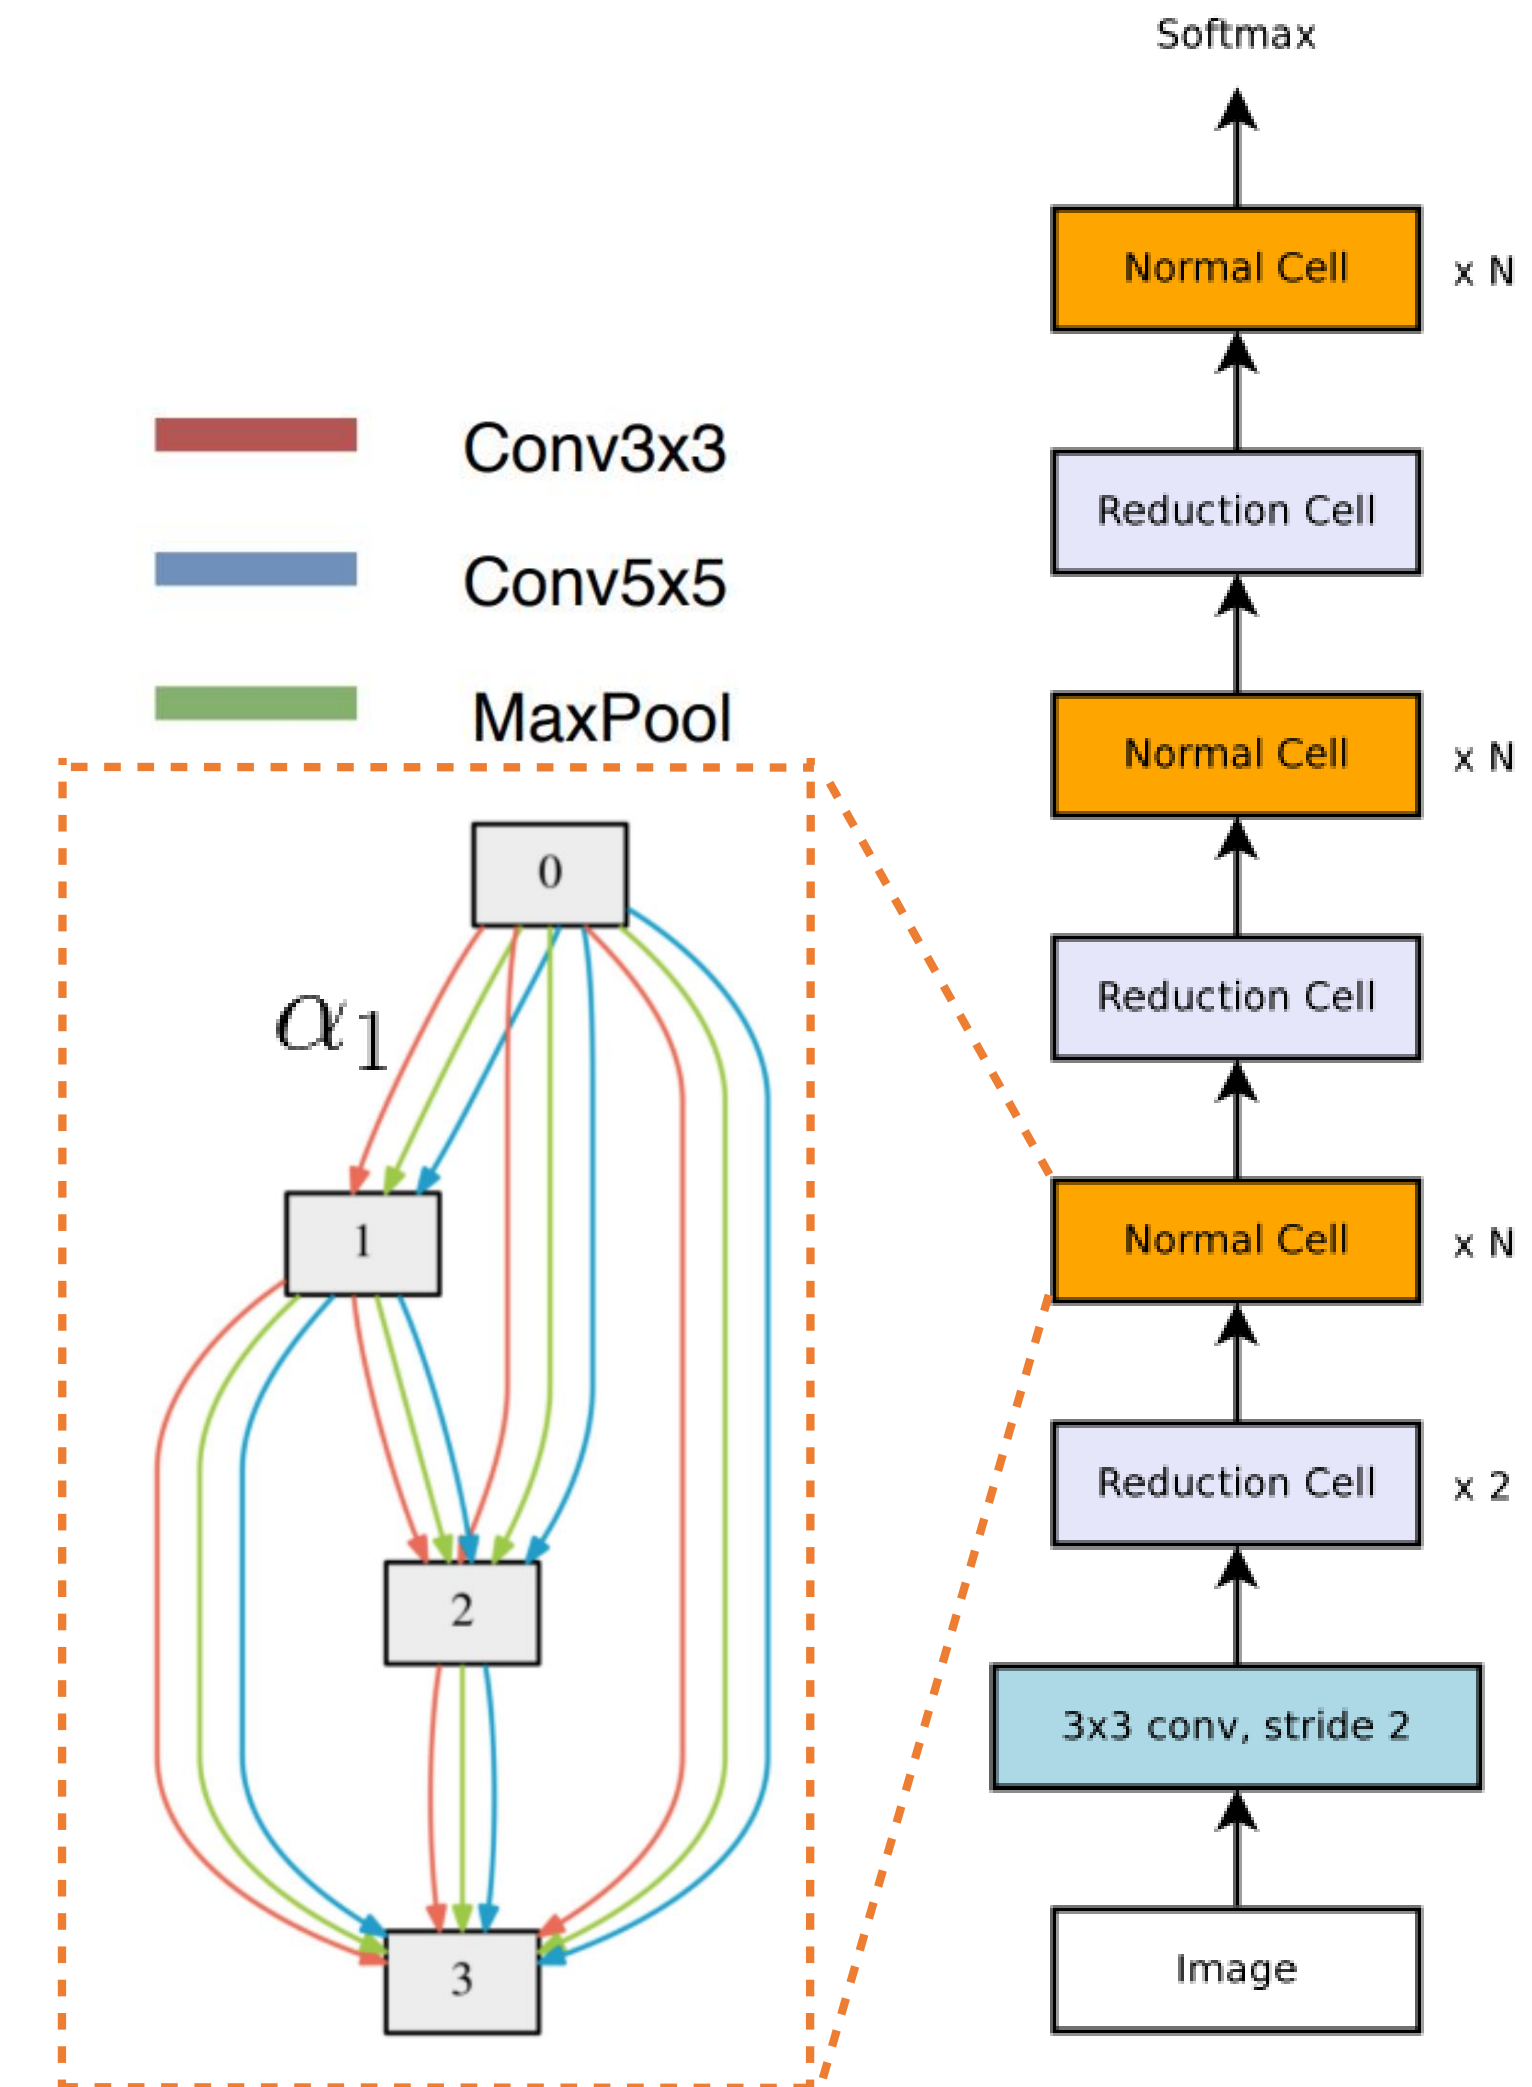 Softmax
Normal Cell
x N
Reduction Cell
Normal Cell
x N
Reduction Cell
Normal Cell
x N
Reduction Cell
x 2
3x3 conv, stride 2
Image
Conv3x3
Conv5x5
MaxPool
0
α1
1
2
3